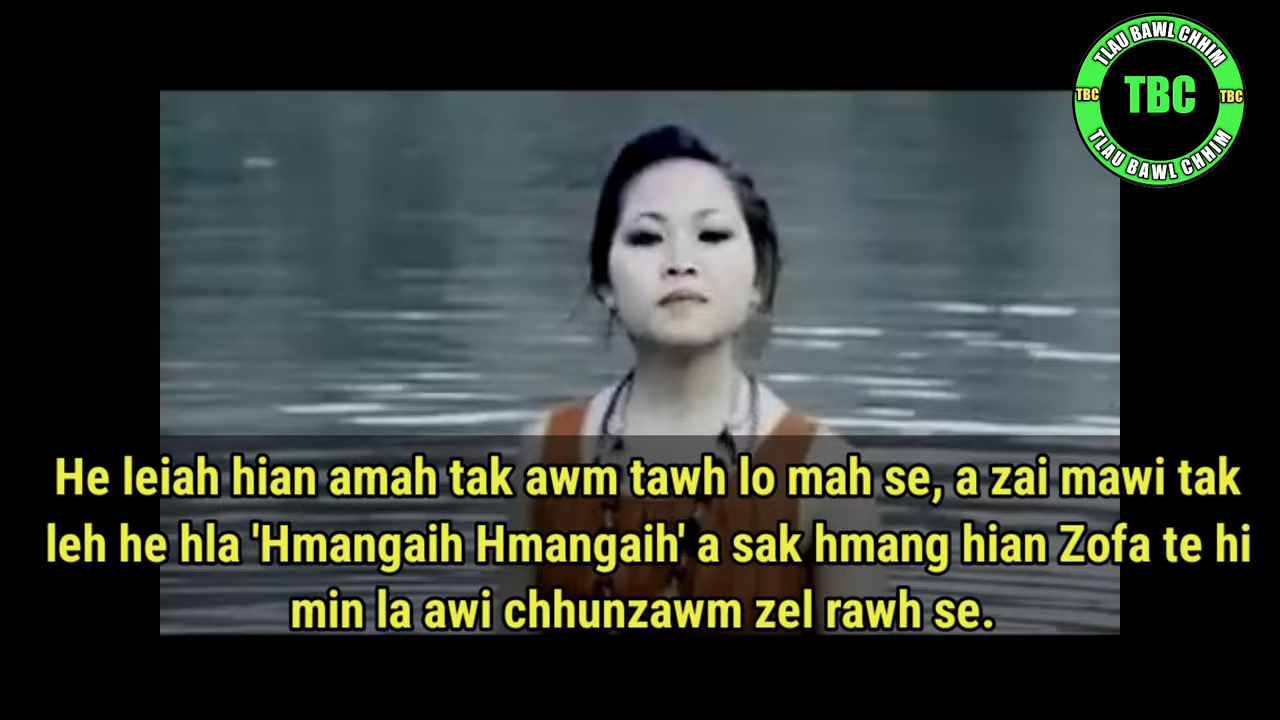 TLAU BAWL CHHIM
TBC TBC TBC
TLAU BAWL CHHIM
He leiah hian amah tak awm tawh lo mah se, a zai mawi tak
leh he hla 'Hmangaih Hmangaih' a sak hmang hian Zofa te hi
min la awi chhunzawm zel rawh se.